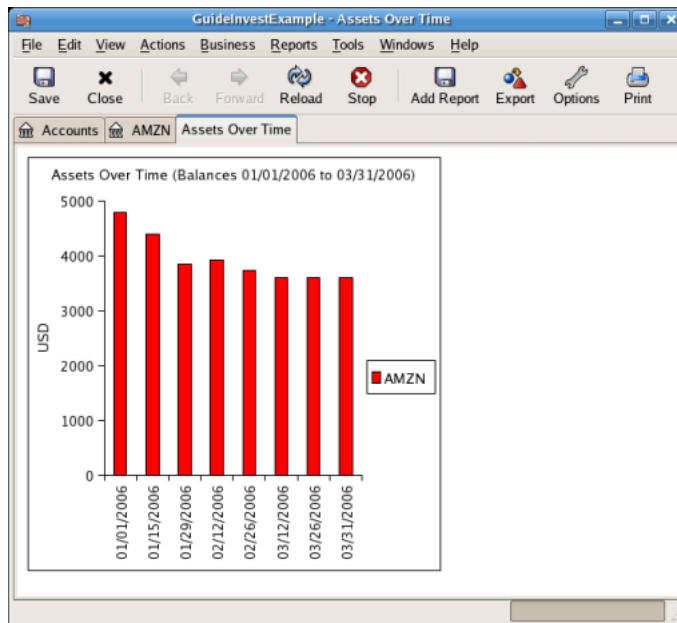 GuideInvestExample - Assets Over Time
File Edit View Actions Business Reports Tools Windows Help
Save Close Back Forward Reload Stop Add Report Export Options Print
Accounts AMZN Assets Over Time
Assets Over Time (Balances 01/01/2006 to 03/31/2006)
5000
4000
3000
2000
1000
0
USD
AMZN
01/01/2006
01/15/2006
01/29/2006
02/12/2006
02/26/2006
03/12/2006
03/26/2006
03/31/2006